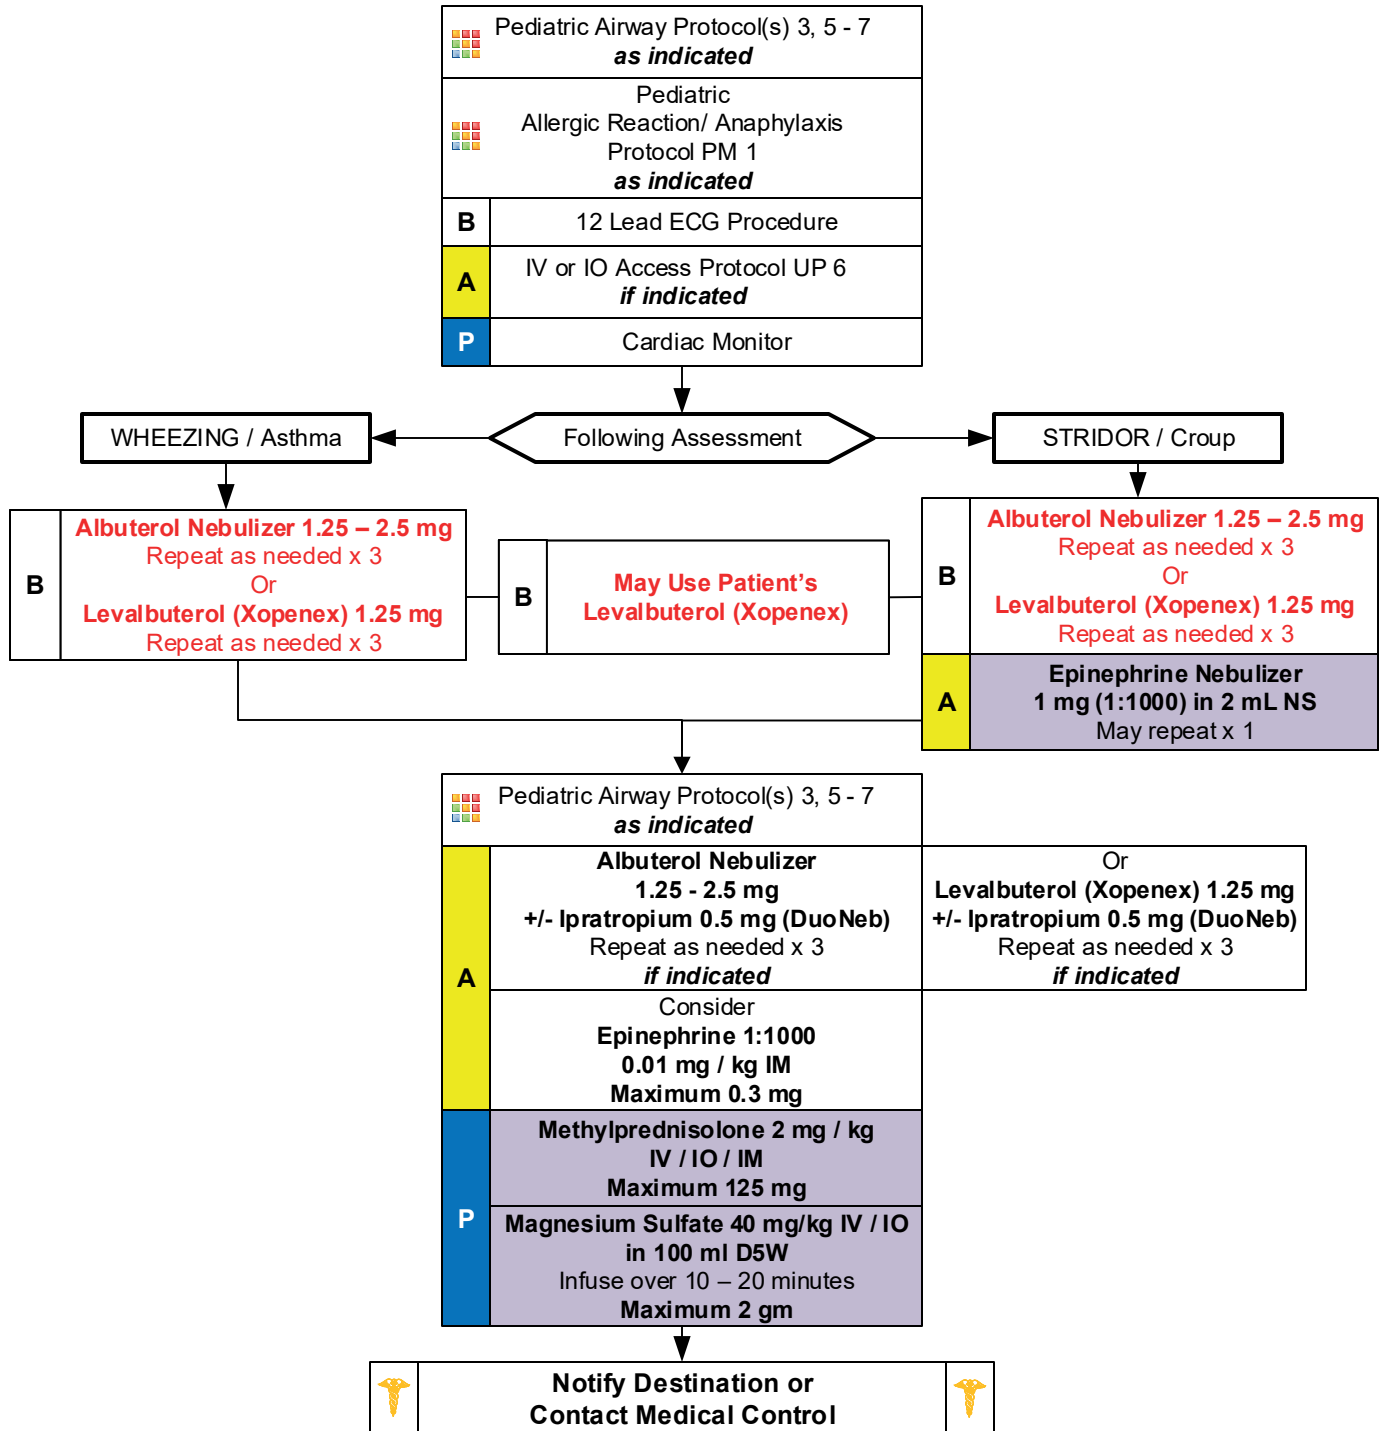 Pediatric Airway Protocol(s) 3, 5 - 7
as indicated
Pediatric
Allergic Reaction/ Anaphylaxis
Protocol PM 1
as indicated
B
12 Lead ECG Procedure
A
IV or IO Access Protocol UP 6
if indicated
P
Cardiac Monitor
WHEEZING / Asthma
Following Assessment
STRIDOR / Croup
B
Albuterol Nebulizer 1.25 – 2.5 mg
Repeat as needed x 3
Or
Levalbuterol (Xopenex) 1.25 mg
Repeat as needed x 3
B
May Use Patient’s
Levalbuterol (Xopenex)
B
Albuterol Nebulizer 1.25 – 2.5 mg
Repeat as needed x 3
Or
Levalbuterol (Xopenex) 1.25 mg
Repeat as needed x 3
A
Epinephrine Nebulizer
1 mg (1:1000) in 2 mL NS
May repeat x 1
Pediatric Airway Protocol(s) 3, 5 - 7
as indicated
A
Albuterol Nebulizer
1.25 - 2.5 mg
+/- Ipratropium 0.5 mg (DuoNeb)
Repeat as needed x 3
if indicated
Or
Levalbuterol (Xopenex) 1.25 mg
+/- Ipratropium 0.5 mg (DuoNeb)
Repeat as needed x 3
if indicated
Consider
Epinephrine 1:1000
0.01 mg / kg IM
Maximum 0.3 mg
P
Methylprednisolone 2 mg / kg
IV / IO / IM
Maximum 125 mg
Magnesium Sulfate 40 mg/kg IV / IO
in 100 ml D5W
Infuse over 10 – 20 minutes
Maximum 2 gm
Notify Destination or
Contact Medical Control